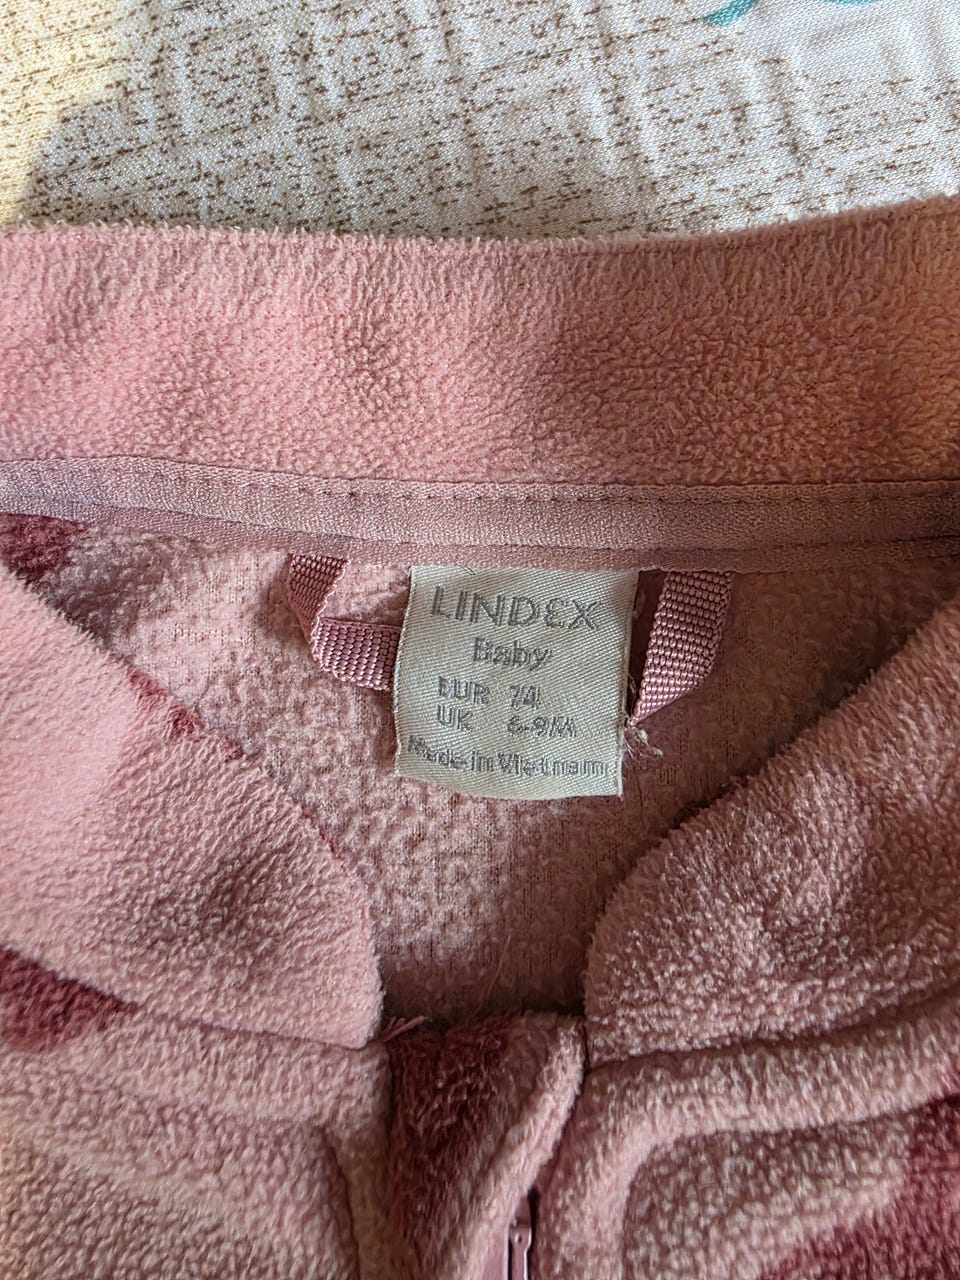 LINDEX
Baby
EUR 74
UK 6-9M
Made in Vietnam